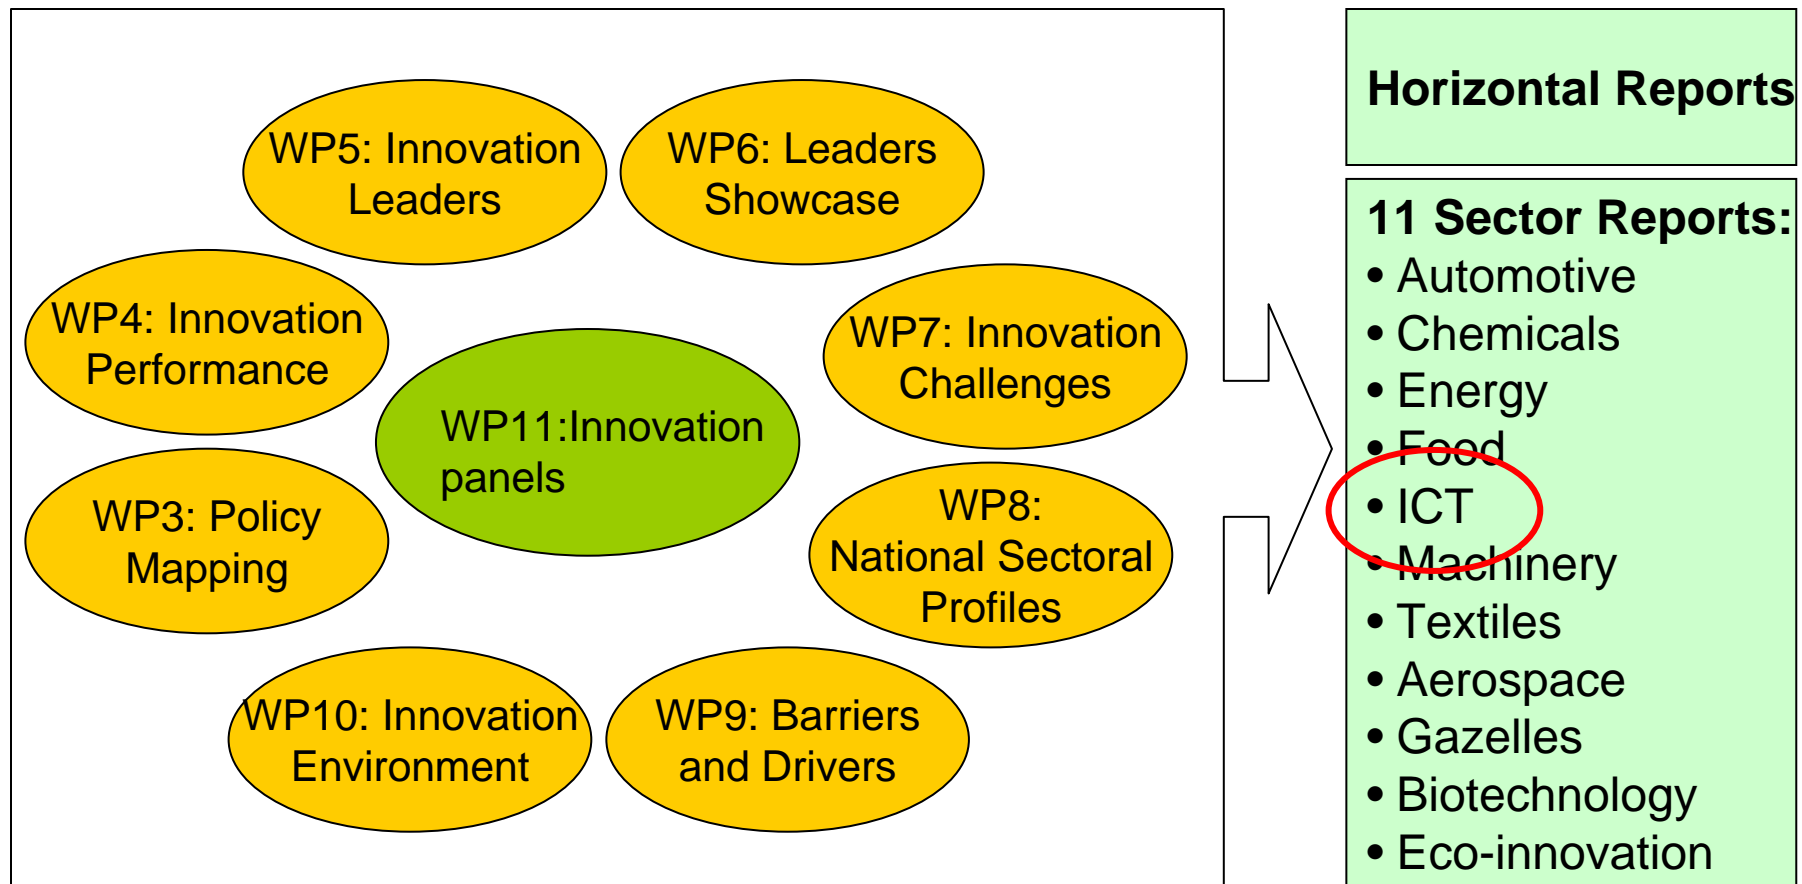 WP5: Innovation
Leaders
WP6: Leaders
Showcase
WP4: Innovation
Performance
WP7: Innovation
Challenges
WP11:Innovation
panels
WP3: Policy
Mapping
WP8:
National Sectoral
Profiles
WP10: Innovation
Environment
WP9: Barriers
and Drivers
Horizontal Reports
11 Sector Reports:
• Automotive
• Chemicals
• Energy
• Food
• ICT
• Machinery
• Textiles
• Aerospace
• Gazelles
• Biotechnology
• Eco-innovation